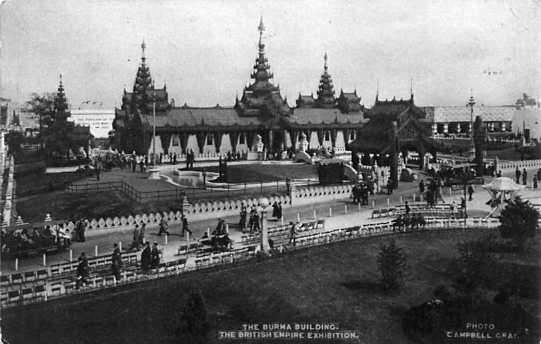 THE BURMA BUILDING.
THE BRITISH EMPIRE EXHIBITION.
PHOTO
CAMPBELL GRAY